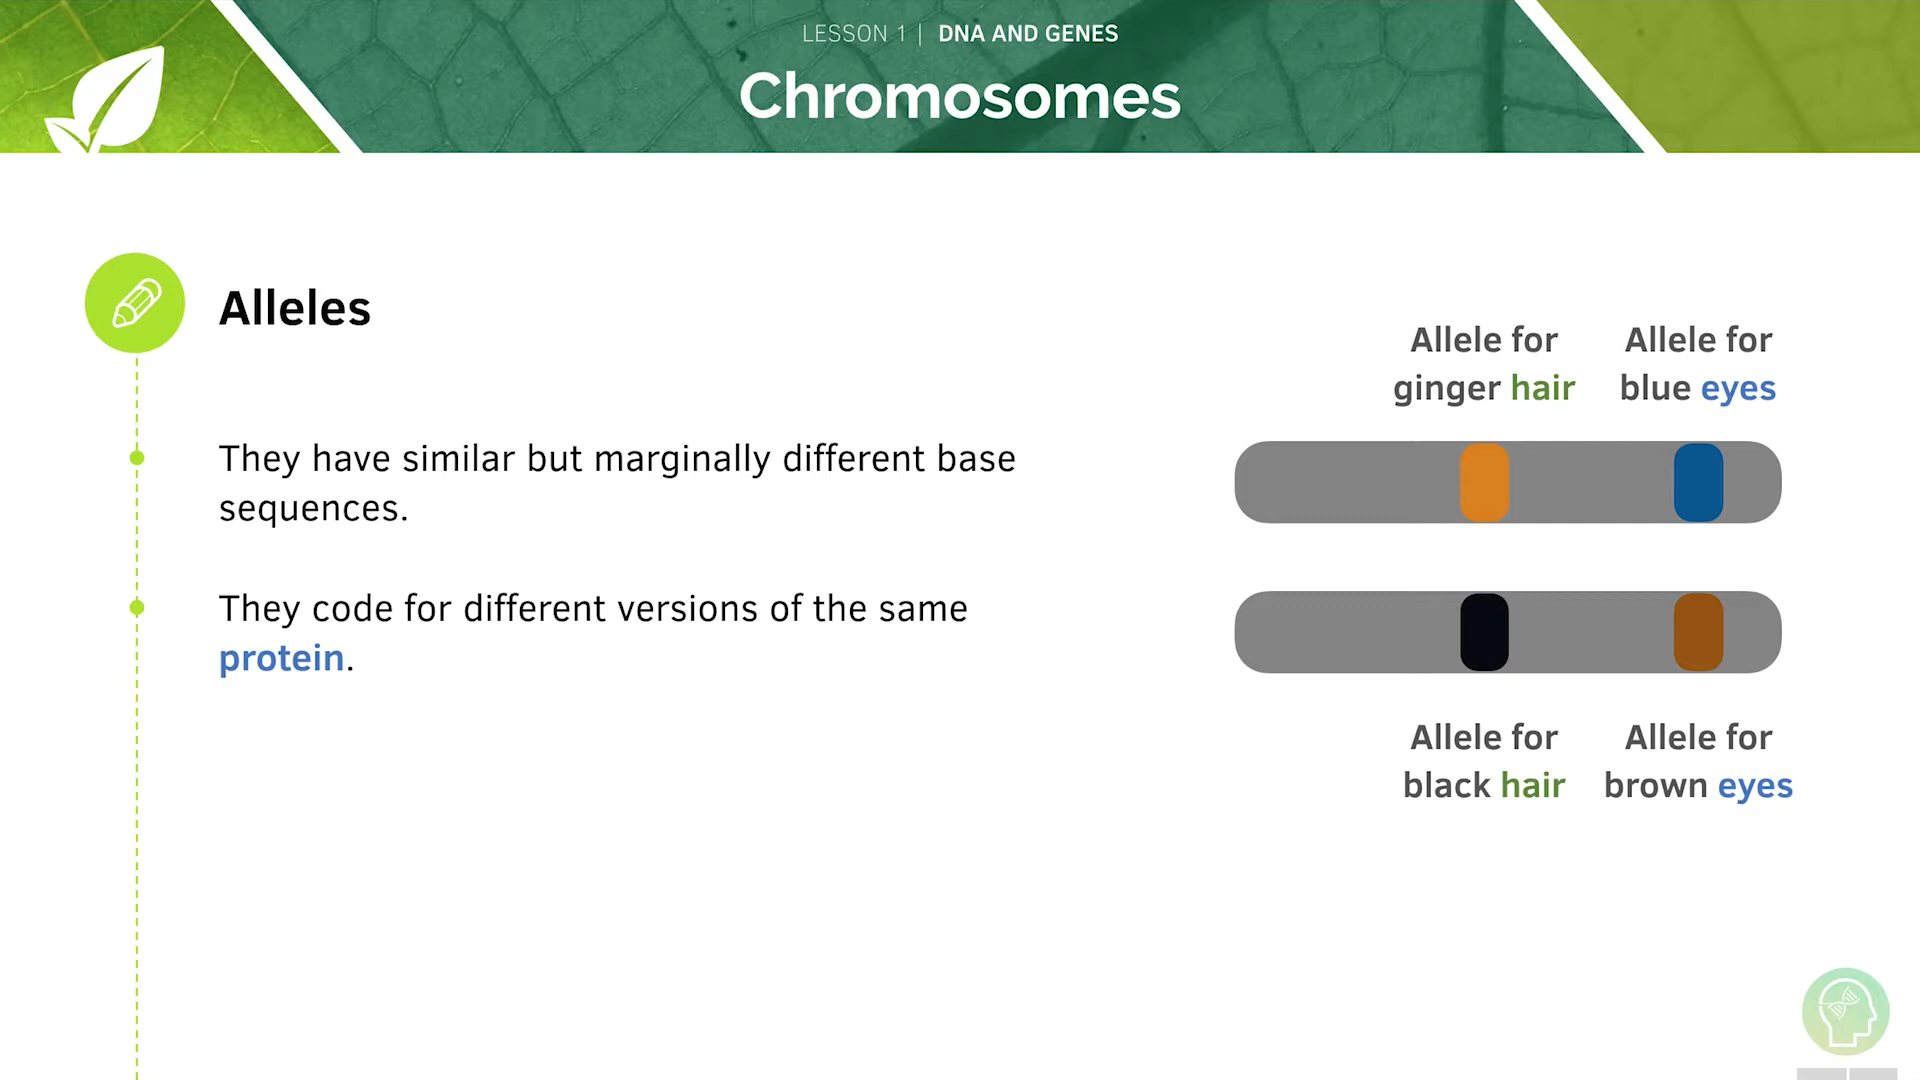 LESSON 1 | DNA AND GENES
Chromosomes
Alleles
They have similar but marginally different base
sequences.
They code for different versions of the same
protein.
Allele for
ginger hair
Allele for
blue eyes
Allele for
black hair
Allele for
brown eyes